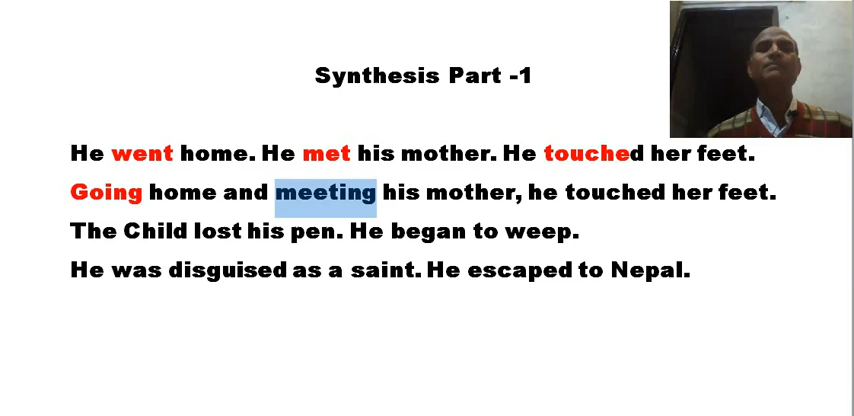 Synthesis Part -1
He went home. He met his mother. He touched her feet.
Going home and meeting his mother, he touched her feet.
The Child lost his pen. He began to weep.
He was disguised as a saint. He escaped to Nepal.